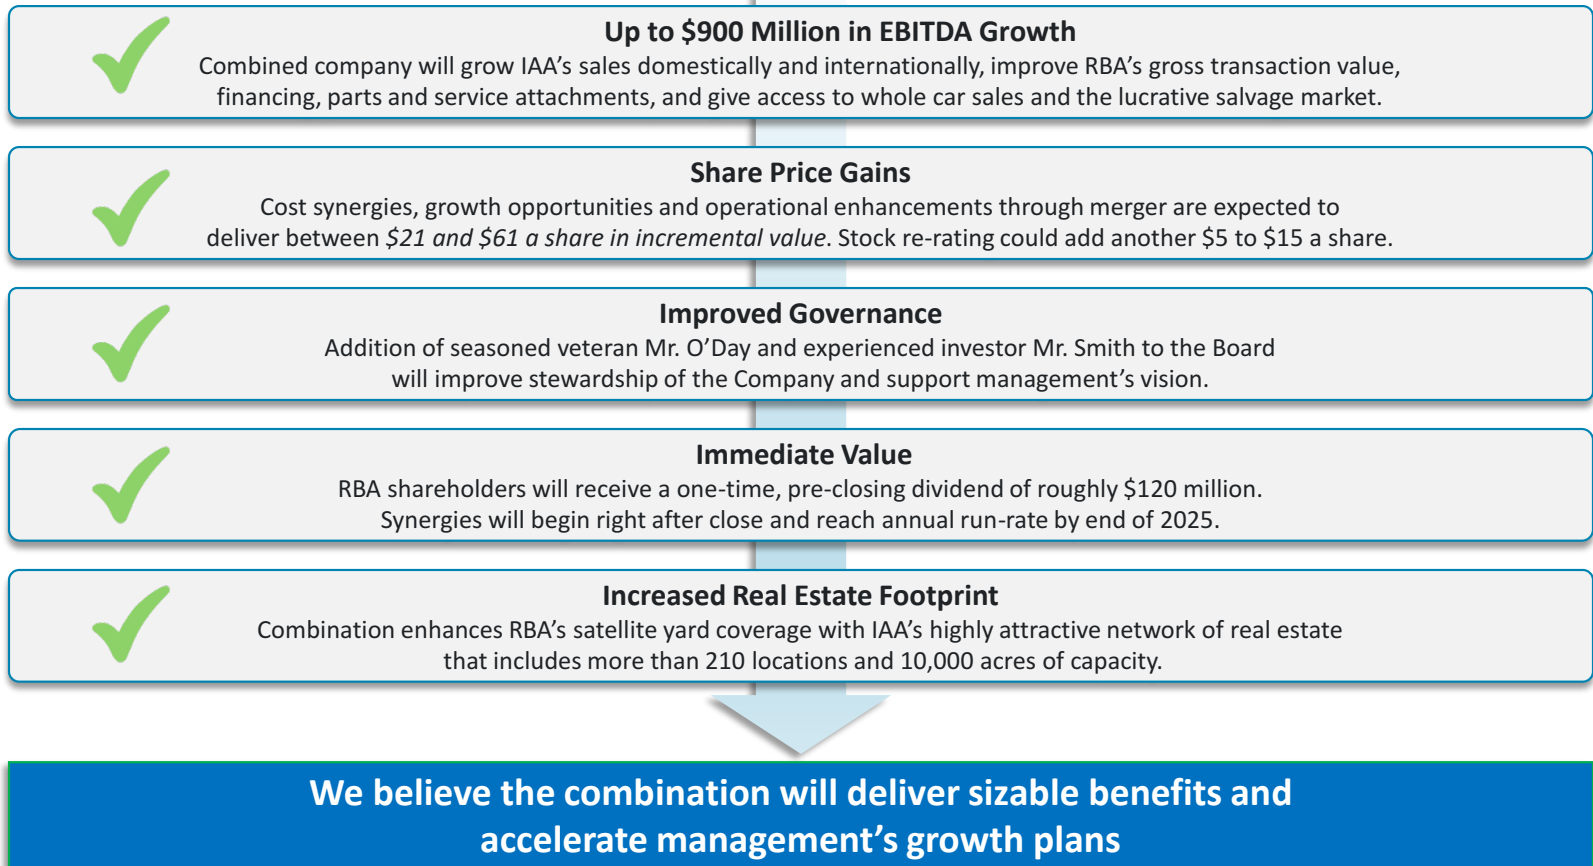 Up to $900 Million in EBITDA Growth
Combined company will grow IAA’s sales domestically and internationally, improve RBA’s gross transaction value,
financing, parts and service attachments, and give access to whole car sales and the lucrative salvage market.
Share Price Gains
Cost synergies, growth opportunities and operational enhancements through merger are expected to
deliver between $21 and $61 a share in incremental value. Stock re-rating could add another $5 to $15 a share.
Improved Governance
Addition of seasoned veteran Mr. O’Day and experienced investor Mr. Smith to the Board
will improve stewardship of the Company and support management’s vision.
Immediate Value
RBA shareholders will receive a one-time, pre-closing dividend of roughly $120 million.
Synergies will begin right after close and reach annual run-rate by end of 2025.
Increased Real Estate Footprint
Combination enhances RBA’s satellite yard coverage with IAA’s highly attractive network of real estate
that includes more than 210 locations and 10,000 acres of capacity.
We believe the combination will deliver sizable benefits and
accelerate management’s growth plans